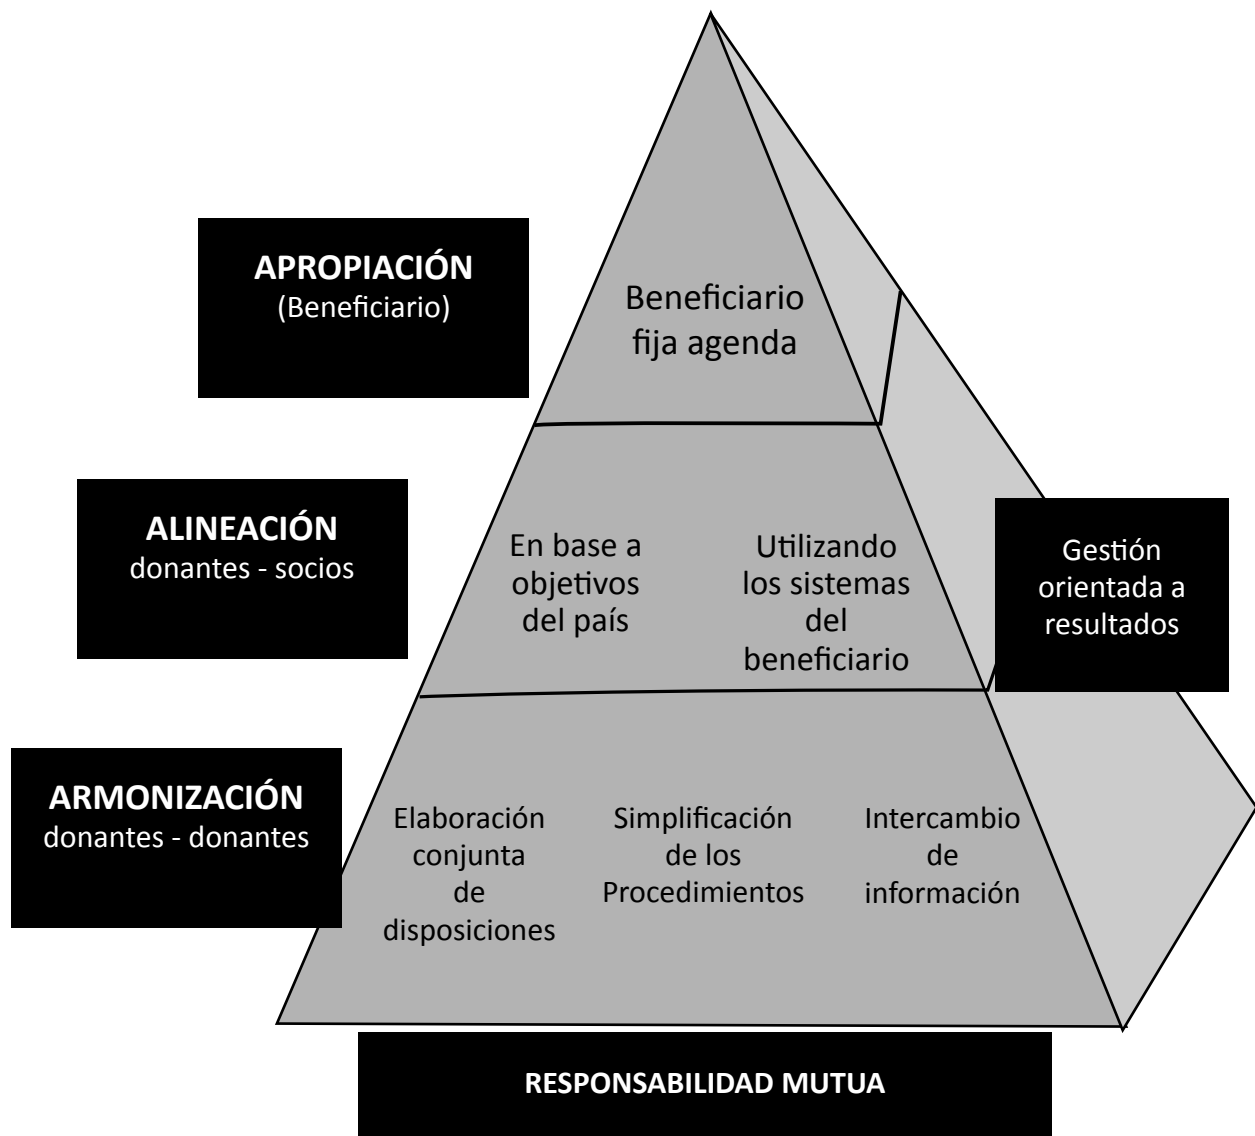 APROPIACIÓN
(Beneficiario)
Beneficiario
fija agenda
ALINEACIÓN
donantes - socios
En base a
objetivos
del país
Utilizando
los sistemas
del
beneficiario
Gestión
orientada a
resultados
ARMONIZACIÓN
donantes - donantes
Elaboración
conjunta
de
disposiciones
Simplificación
de los
Procedimientos
Intercambio
de
información
RESPONSABILIDAD MUTUA